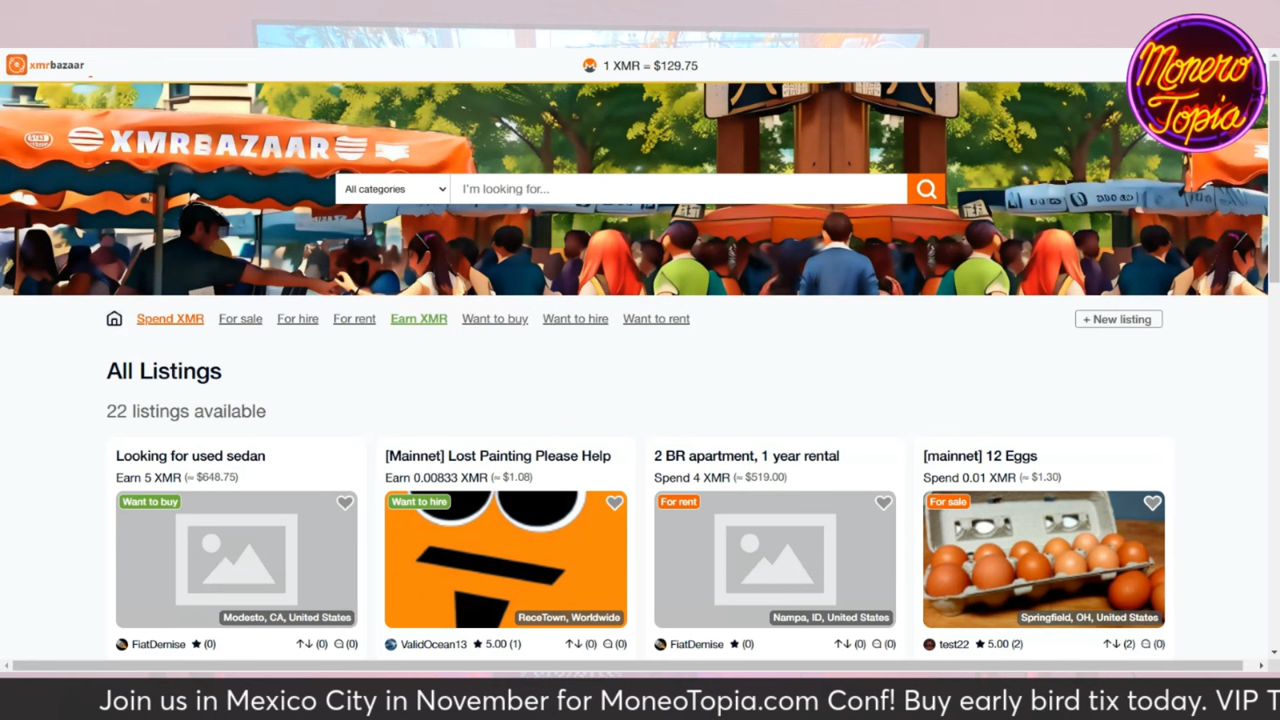 xmrbazaar
1 XMR = $129.75
Monero
Topia
XMRBAZAAR
All categories
I'm looking for...
Spend XMR For sale For hire For rent Earn XMR Want to buy Want to hire Want to rent
+ New listing
All Listings
22 listings available
Looking for used sedan
Earn 5 XMR (≈ $648.75)
Want to buy
Modesto, CA, United States
FiatDemise ★ (0) ↑↓ (0) (0)
[Mainnet] Lost Painting Please Help
Earn 0.00833 XMR (≈ $1.08)
Want to hire
ReceTown, Worldwide
ValidOcean13 ★ 5.00 (1) ↑↓ (0) (0)
2 BR apartment, 1 year rental
Spend 4 XMR (≈ $519.00)
For rent
Nampa, ID, United States
FiatDemise ★ (0) ↑↓ (0) (0)
[mainnet] 12 Eggs
Spend 0.01 XMR (≈ $1.30)
For sale
Springfield, OH, United States
test22 ★ 5.00 (2) ↑↓ (2) (0)
Join us in Mexico City in November for MoneoTopia.com Conf! Buy early bird tix today. VIP T